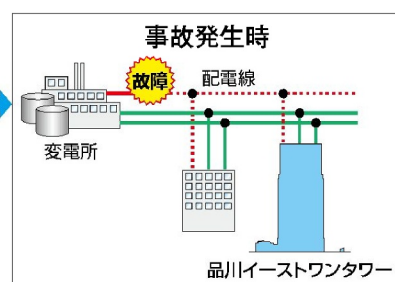 事故発生時
故障
配電線
変電所
品川イーストワンタワー